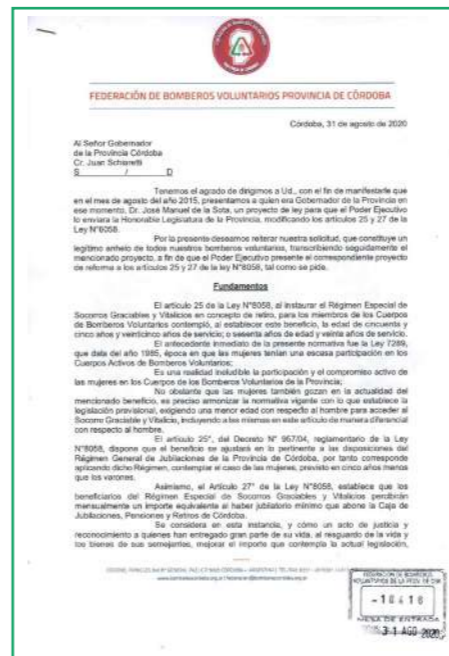 FEDERACIÓN DE BOMBEROS VOLUNTARIOS PROVINCIA DE CÓRDOBA
Córdoba, 31 de agosto de 2020
Al Señor Gobernador
de la Provincia Córdoba
Cr. Juan Schiaretti
S / D
Tenemos el agrado de dirigirnos a Ud., con el fin de manifestarle que
en el mes de agosto del año 2015, presentamos a quien era Gobernador de la Provincia en
ese momento, Dr. José Manuel de la Sota, un proyecto de ley para que el Poder Ejecutivo
lo enviara la Honorable Legislatura de la Provincia, modificando los artículos 25 y 27 de la
Ley N°8058.
Por la presente deseamos reiterar nuestra solicitud, que constituye un
legítimo anhelo de todos nuestros bomberos voluntarios, transcribiendo seguidamente el
mencionado proyecto, a fin de que el Poder Ejecutivo presente el correspondiente proyecto
de reforma a los artículos 25 y 27 de la ley N°8058, tal como se pide.
Fundamentos
El artículo 25 de la Ley N°8058, al instaurar el Régimen Especial de
Socorros Graciables y Vitalicios en concepto de retiro, para los miembros de los Cuerpos
de Bomberos Voluntarios contempló, al establecer este beneficio, la edad de cincuenta y
cinco años y veinticinco años de servicio; o sesenta años de edad y veinte años de servicio.
El antecedente inmediato de la presente normativa fue la Ley 7289,
que data del año 1985, época en que las mujeres tenían una escasa participación en los
Cuerpos Activos de Bomberos Voluntarios;
Es una realidad ineludible la participación y el compromiso activo de
las mujeres en los Cuerpos de los Bomberos Voluntarios de la Provincia;
No obstante que las mujeres también gozan en la actualidad del
mencionado beneficio, es preciso armonizar la normativa vigente con lo que establece la
legislación previsional, exigiendo una menor edad con respecto al hombre para acceder al
Socorro Graciable y Vitalicio, incluyendo a las mismas en este artículo de manera diferencial
con respecto al hombre.
El artículo 25°, del Decreto N° 957/04, reglamentario de la Ley
N°8058, dispone que el beneficio se ajustará en lo pertinente a las disposiciones del
Régimen General de Jubilaciones de la Provincia de Córdoba, por tanto corresponde
aplicando dicho Régimen, contemplar el caso de las mujeres, previsto en cinco años menos
que los varones.
Asimismo, el Artículo 27° de la Ley N°8058, establece que los
beneficiarios del Régimen Especial de Socorros Graciables y Vitalicios percibirán
mensualmente un importe equivalente al haber jubilatorio mínimo que abone la Caja de
Jubilaciones, Pensiones y Retiros de Córdoba.
Se considera en esta instancia, y cómo un acto de justicia y
reconocimiento a quienes han entregado gran parte de su vida, al resguardo de la vida y
los bienes de sus semejantes, mejorar el importe que contempla la actual legislación,
FEDERACIÓN DE BOMBEROS
VOLUNTARIOS DE LA PCIA. DE CBA.
MESA DE ENTRADA
31 AGO 2020